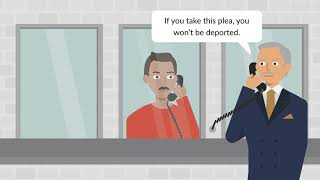 If you take this plea, you
won't be deported.